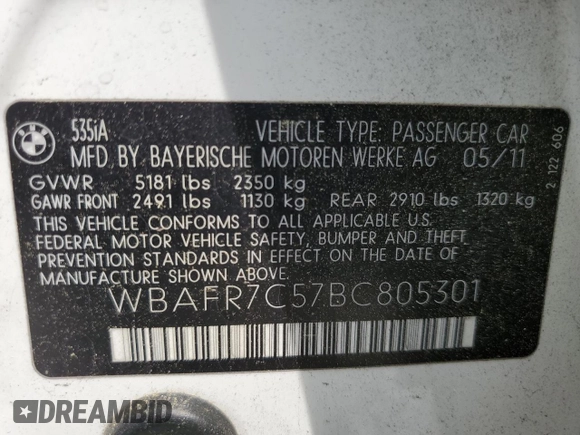 BMW
535iA
VEHICLE TYPE: PASSENGER CAR
MFD. BY BAYERISCHE MOTOREN WERKE AG 05/11
GVWR 5181 lbs 2350 kg
GAWR FRONT 2491 lbs 1130 kg REAR 2910 lbs 1320 kg
THIS VEHICLE CONFORMS TO ALL APPLICABLE U.S.
FEDERAL MOTOR VEHICLE SAFETY, BUMPER AND THEFT
PREVENTION STANDARDS IN EFFECT ON THE DATE OF
MANUFACTURE SHOWN ABOVE.
WBAFR7C57BC805301
2 122 606
DREAMBID